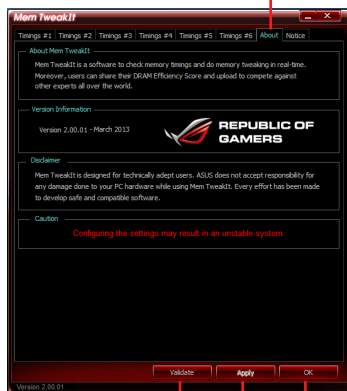 Mem TweakIt
Timings #1 Timings #2 Timings #3 Timings #4 Timings #5 Timings #6 About Notice
About Mem TweakIt
Mem TweakIt is a software to check memory timings and do memory tweaking in real-time.
Moreover, users can share their DRAM Efficiency Score and upload to compete against
other experts all over the world.
Version Information
Version 2.00.01 - March 2013
REPUBLIC OF
GAMERS
Disclaimer
Mem TweakIt is designed for technically adept users. ASUS does not accept responsibility for
any damage done to your PC hardware while using Mem TweakIt. Every effort has been made
to develop safe and compatible software.
Caution
Configuring the settings may result in an unstable system.
Validate Apply OK
Version 2.00.01